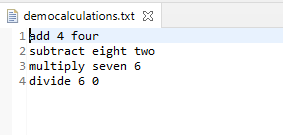 democalculations.txt
1 add 4 four
2 subtract eight two
3 multiply seven 6
4 divide 6 0